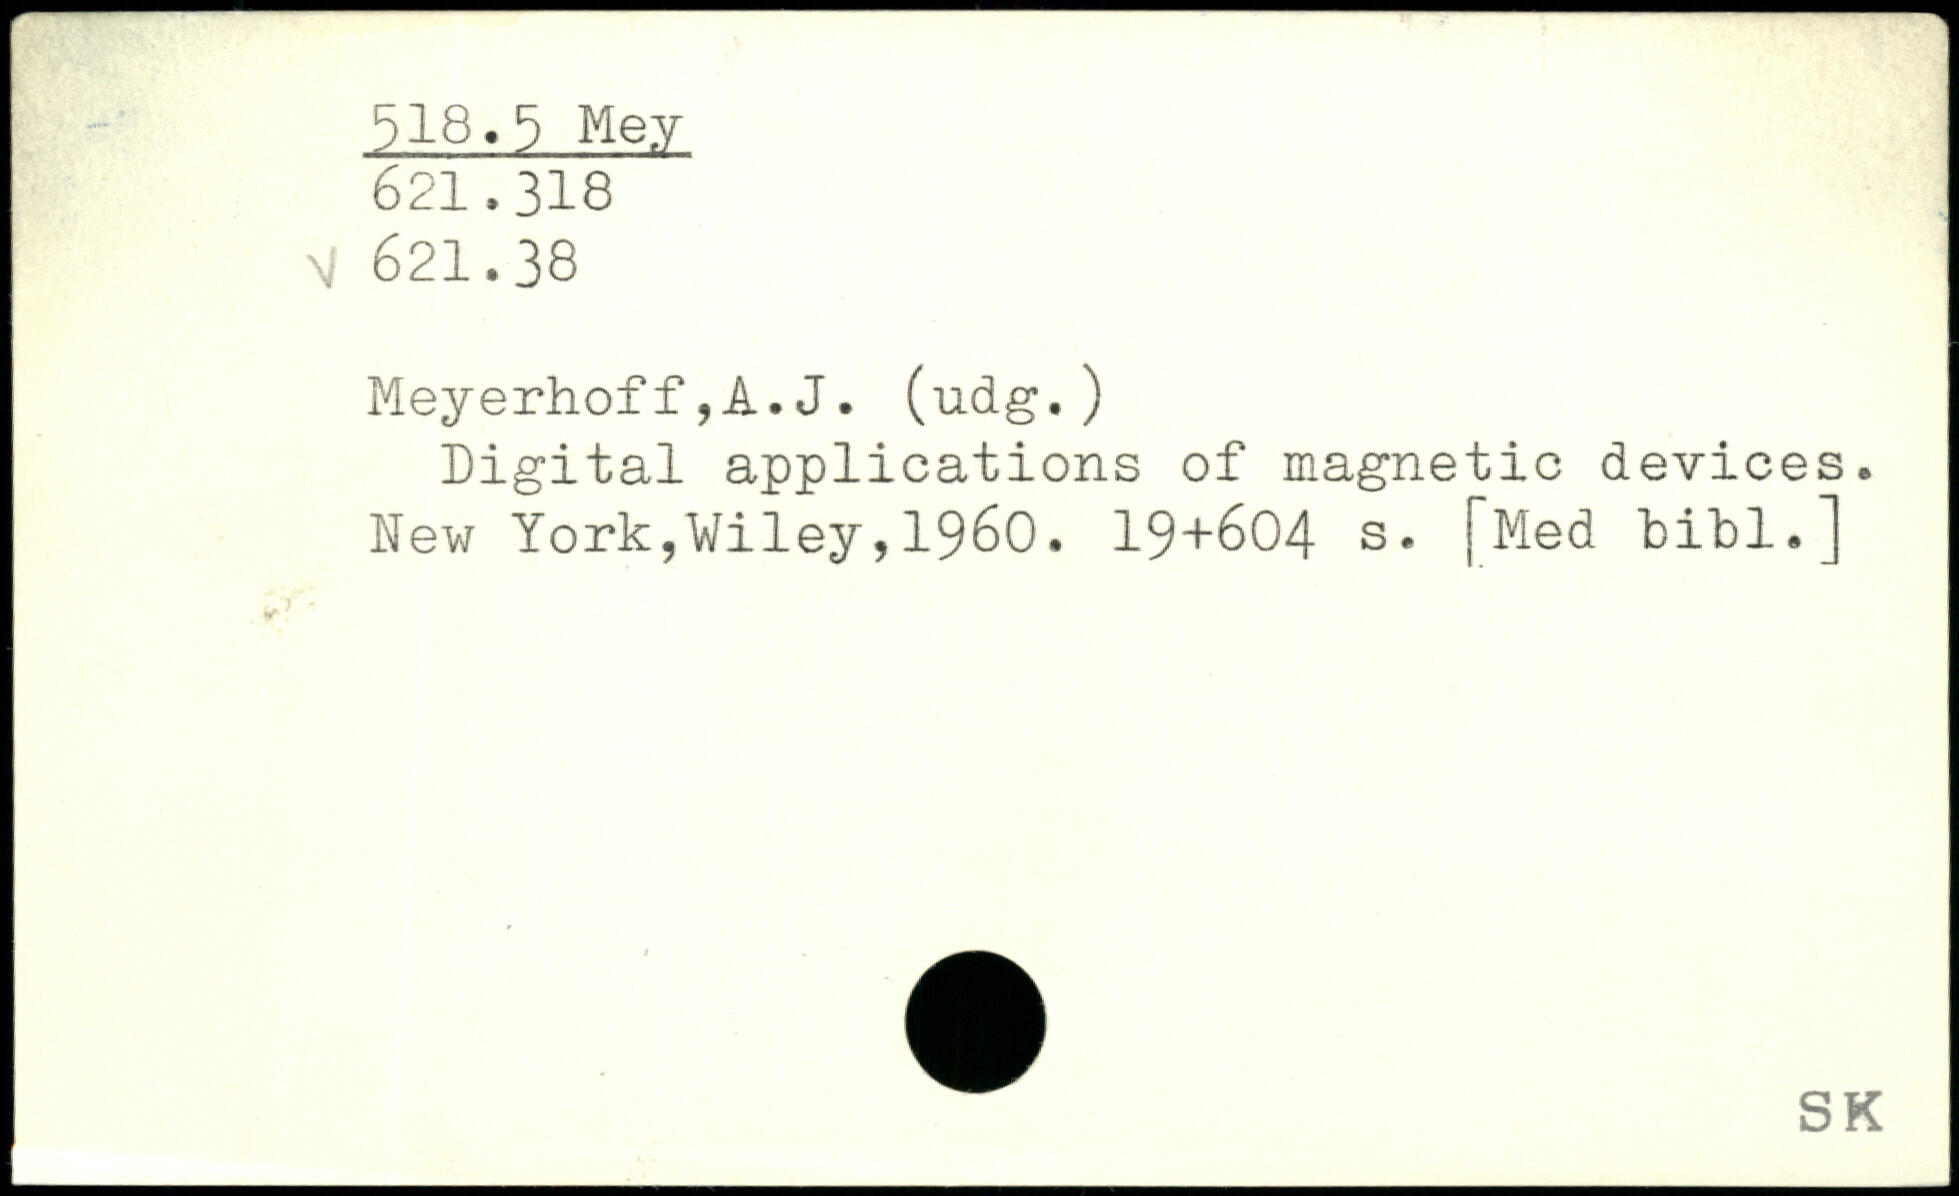 518.5 Mey
621.318
√ 621.38
Meyerhoff,A.J. (udg.)
Digital applications of magnetic devices.
New York,Wiley,1960. 19+604 s. [Med bibl.]
SK